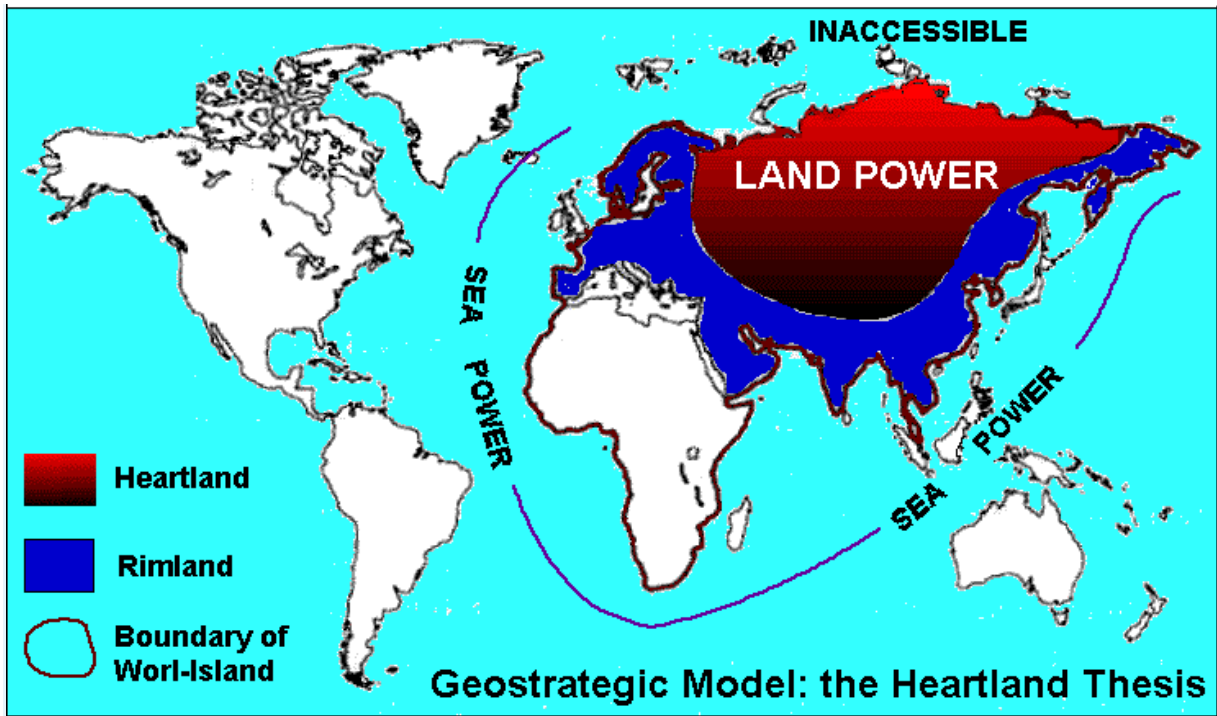 INACCESSIBLE
LAND POWER
SEA POWER
SEA POWER
Heartland
Rimland
Boundary of
Worl-Island
Geostrategic Model: the Heartland Thesis